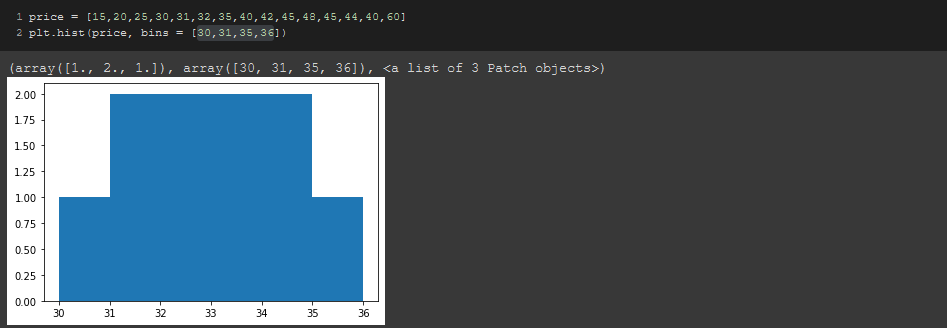 1 price = [15,20,25,30,31,32,35,40,42,45,48,45,44,40,60]
2 plt.hist(price, bins = [30,31,35,36])
(array([1., 2., 1.]), array([30, 31, 35, 36]), <a list of 3 Patch objects>)
2.00
1.75
1.50
1.25
1.00
0.75
0.50
0.25
0.00
30 31 32 33 34 35 36